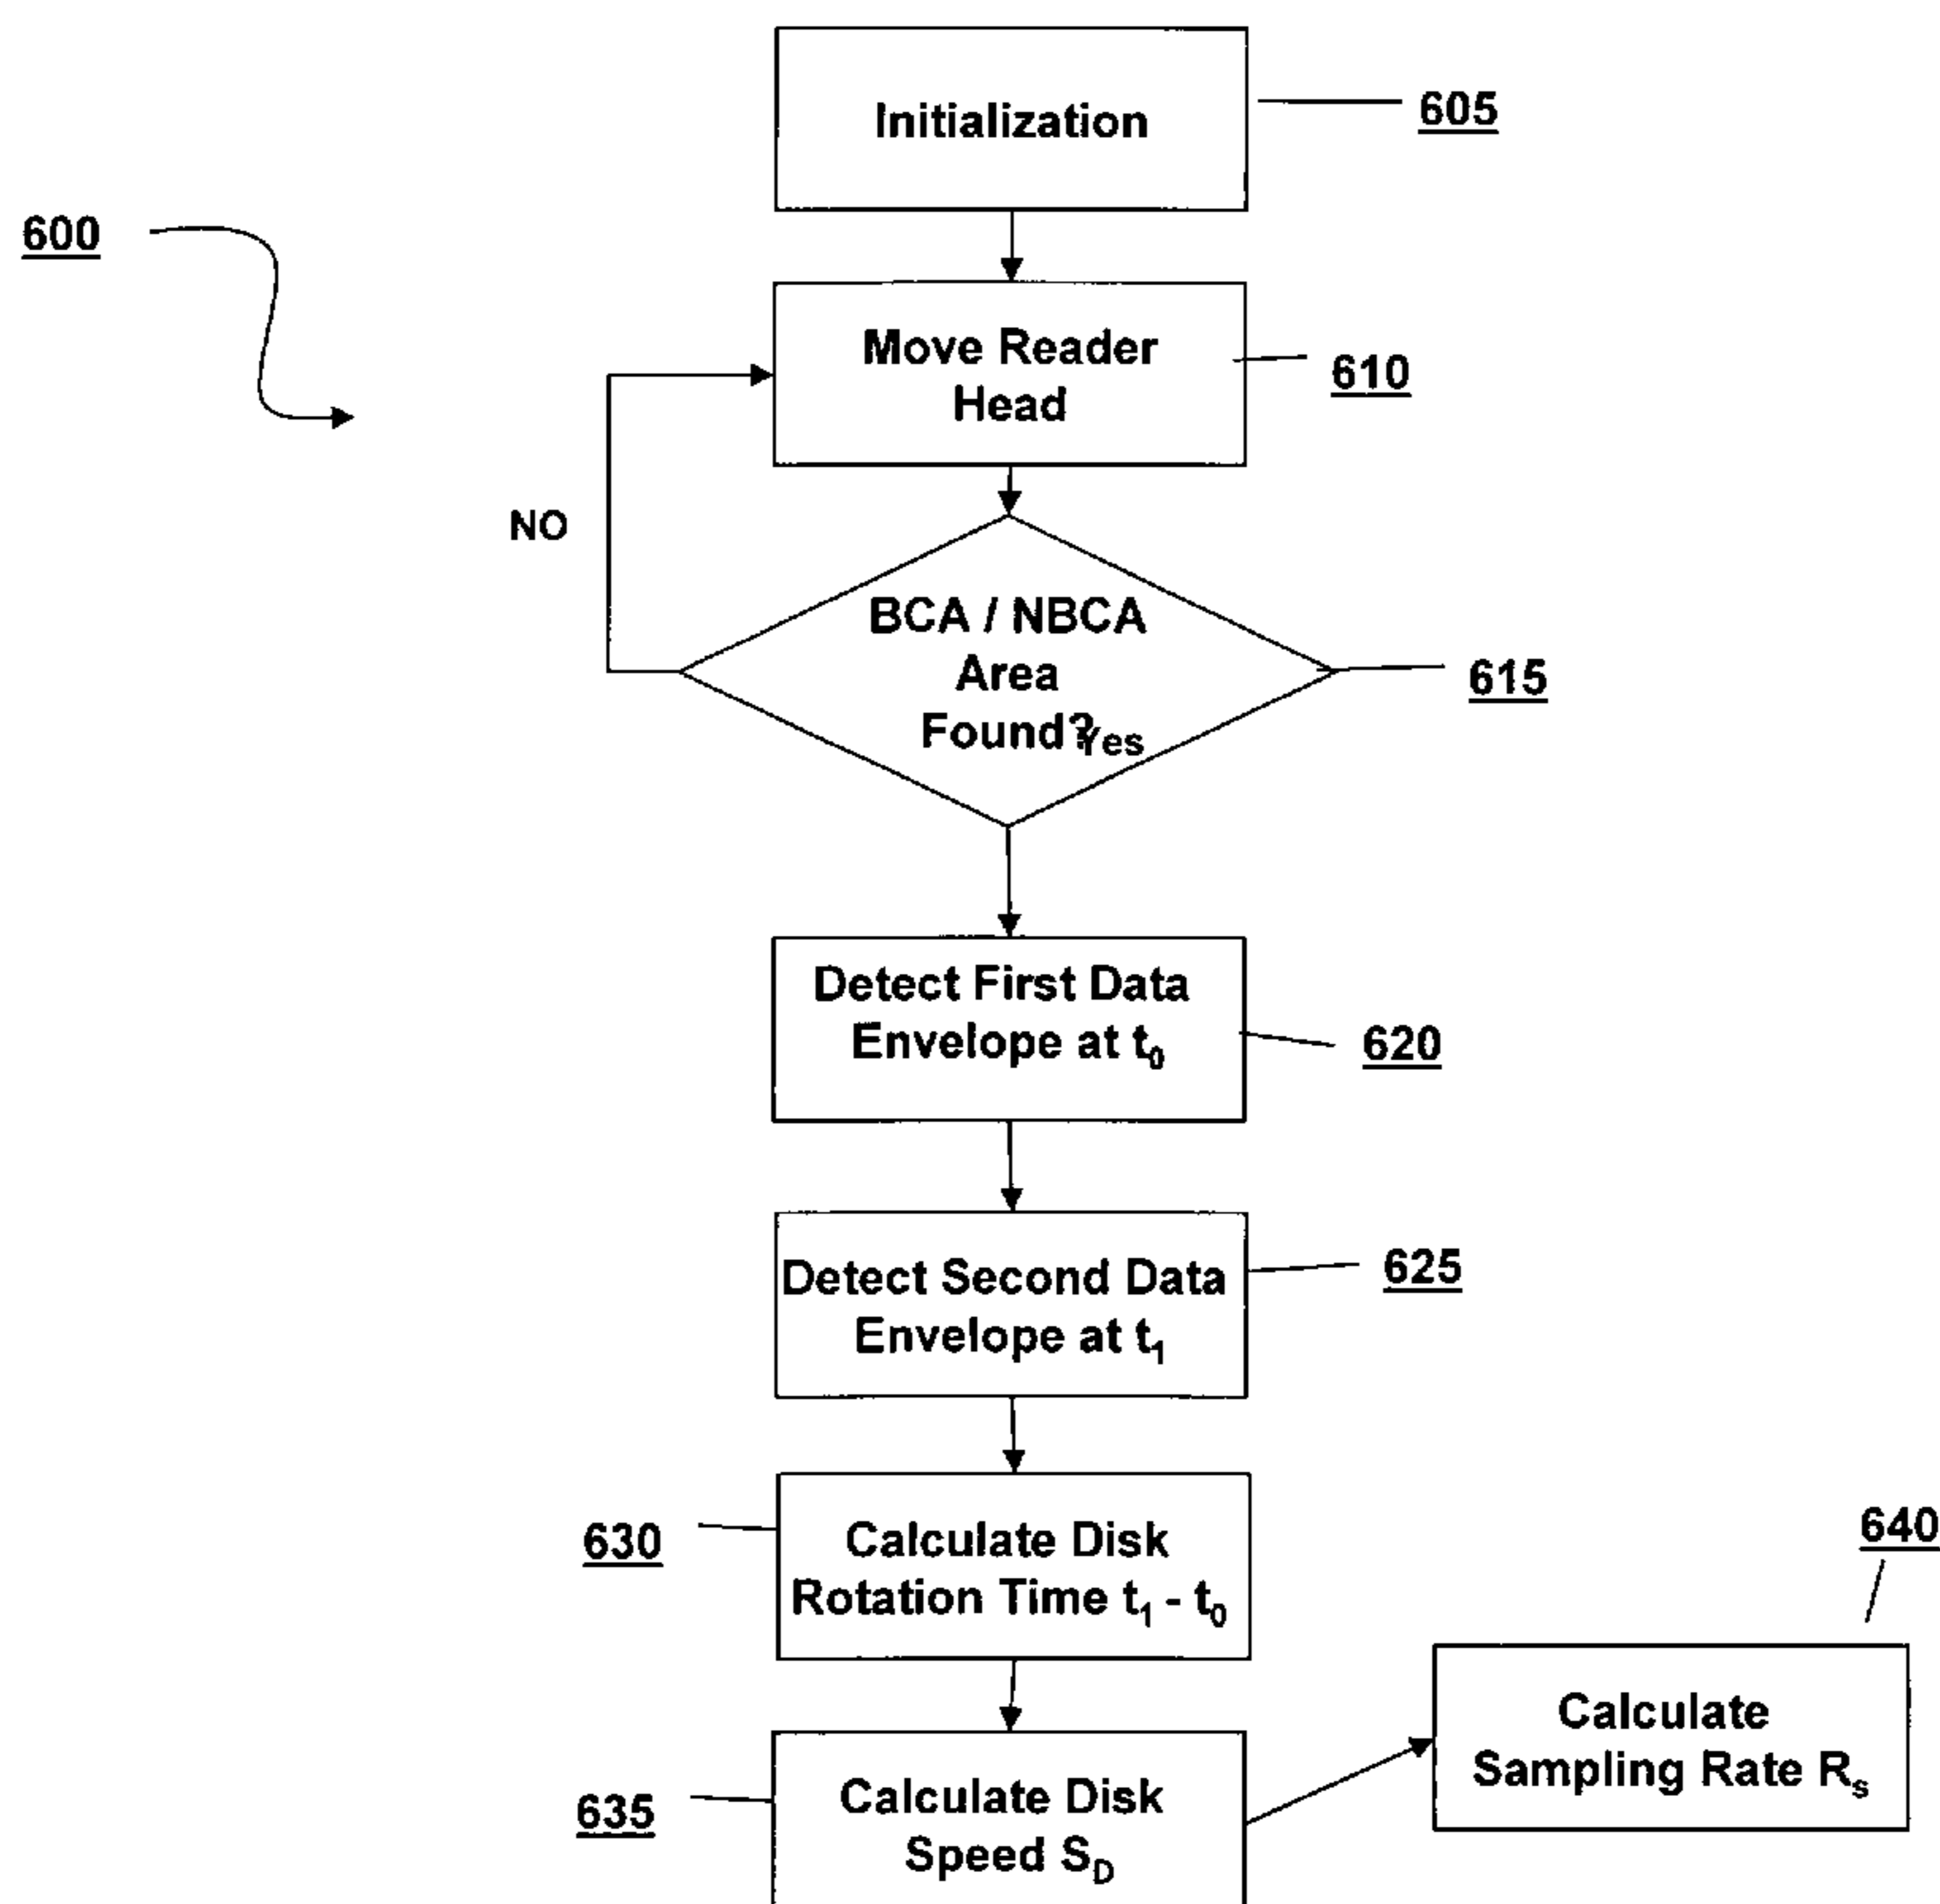 Initialization
605
600
Move Reader
Head
610
NO
BCA / NBCA
Area
Found?
Yes
615
Detect First Data
Envelope at t0
620
Detect Second Data
Envelope at t1
625
630
Calculate Disk
Rotation Time t1 - t0
640
Calculate
Sampling Rate Rs
635
Calculate Disk
Speed SD